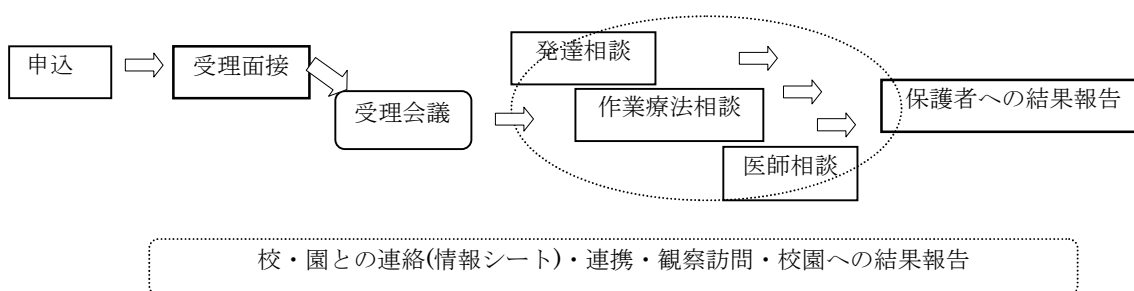 申込
受理面接
受理会議
発達相談
作業療法相談
医師相談
保護者への結果報告
校・園との連絡(情報シート)・連携・観察訪問・校園への結果報告